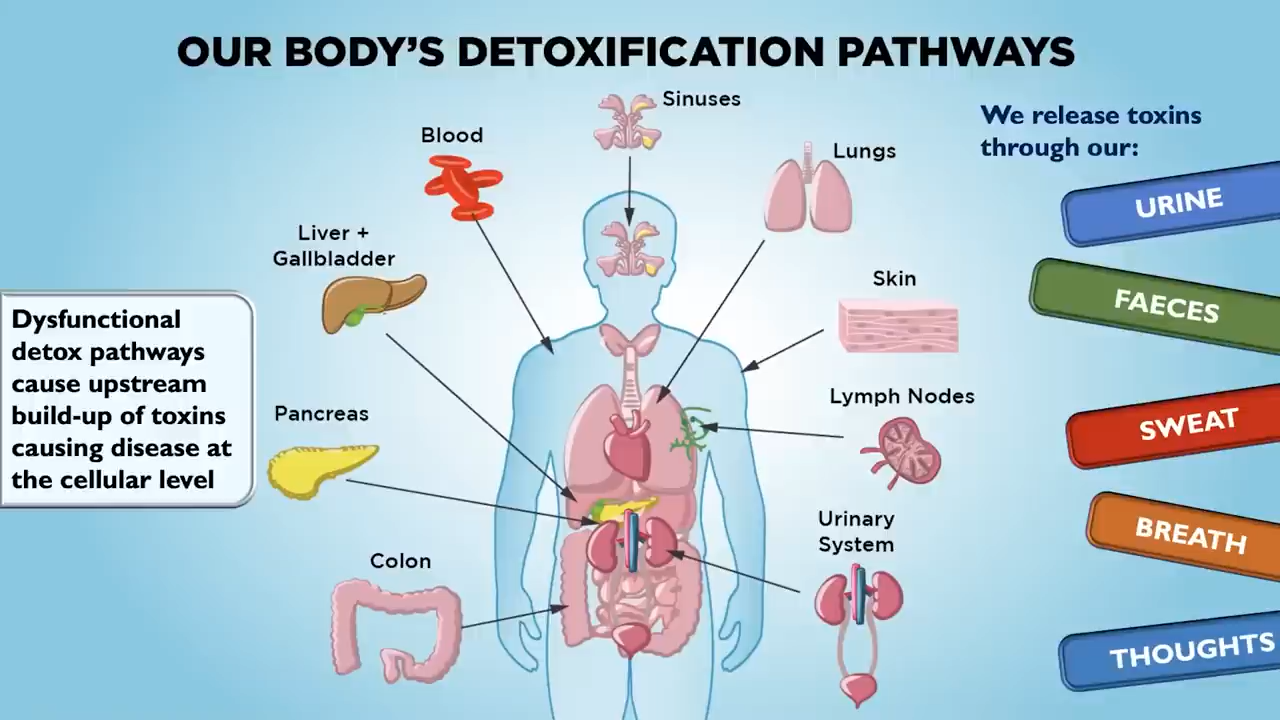 OUR BODY'S DETOXIFICATION PATHWAYS
Sinuses
Blood
Lungs
We release toxins
through our:
URINE
Liver +
Gallbladder
Skin
FAECES
Dysfunctional
detox pathways
cause upstream
build-up of toxins
causing disease at
the cellular level
Pancreas
Lymph Nodes
SWEAT
Urinary
System
BREATH
Colon
THOUGHTS